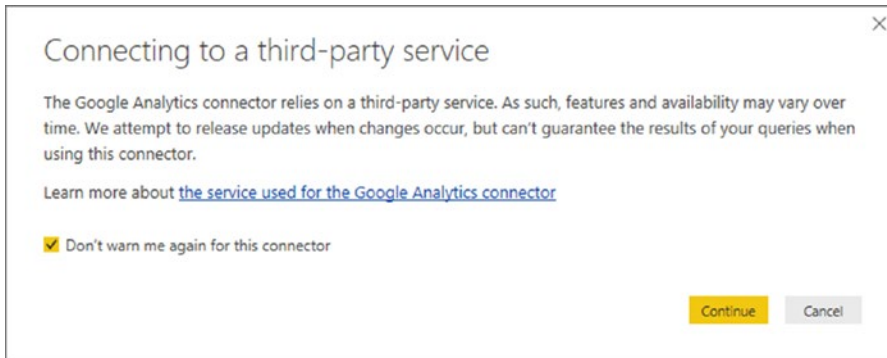 Connecting to a third-party service
The Google Analytics connector relies on a third-party service. As such, features and availability may vary over
time. We attempt to release updates when changes occur, but can't guarantee the results of your queries when
using this connector.
Learn more about the service used for the Google Analytics connector
Don't warn me again for this connector
Continue Cancel